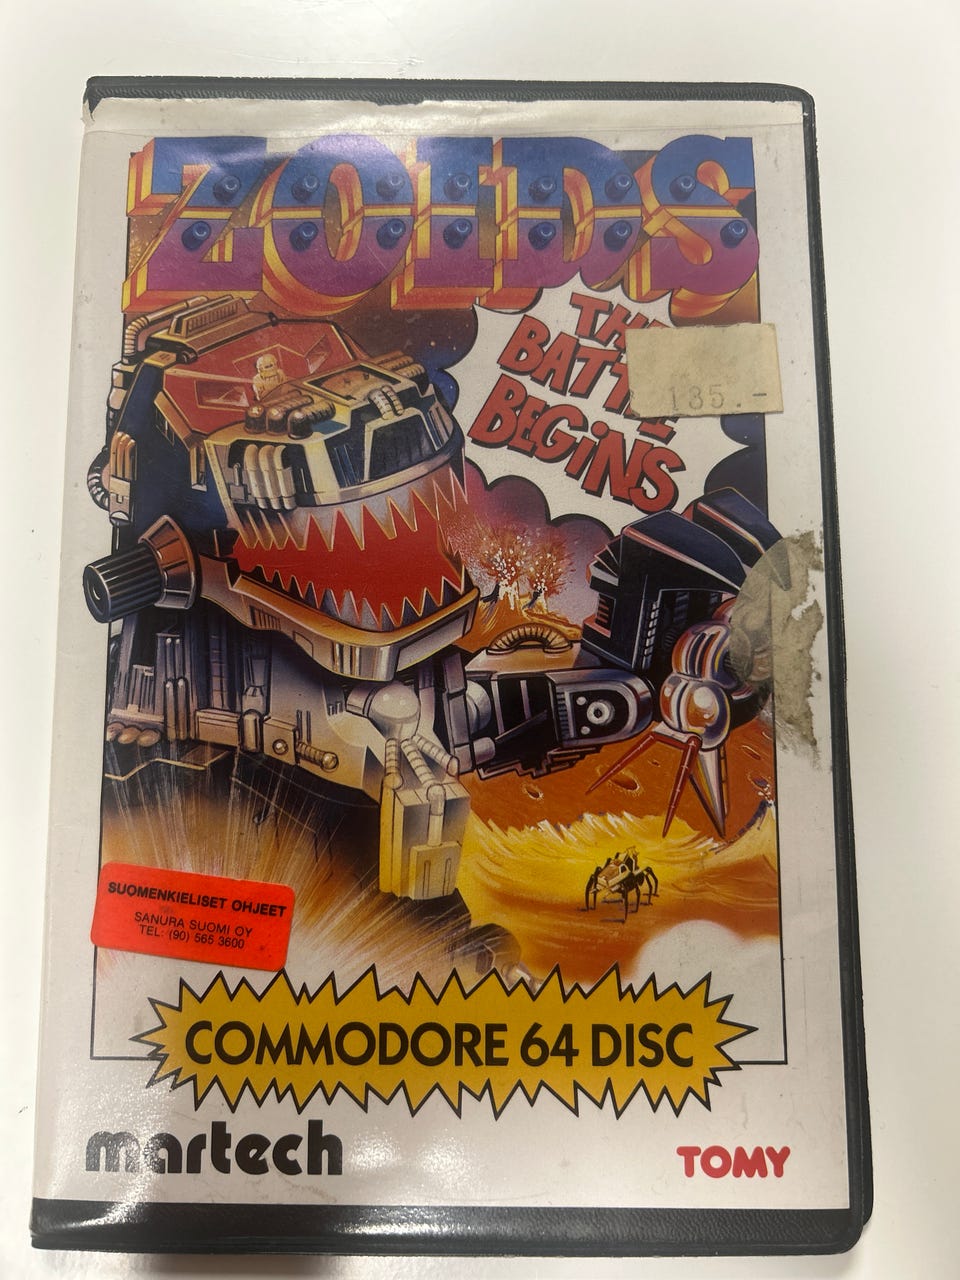 ZOIDS
THE
BATTLE
BEGiNS
135.-
SUOMENKIELISET OHJEET
SANURA SUOMI OY
TEL: (90) 565 3600
COMMODORE 64 DISC
martech
TOMY